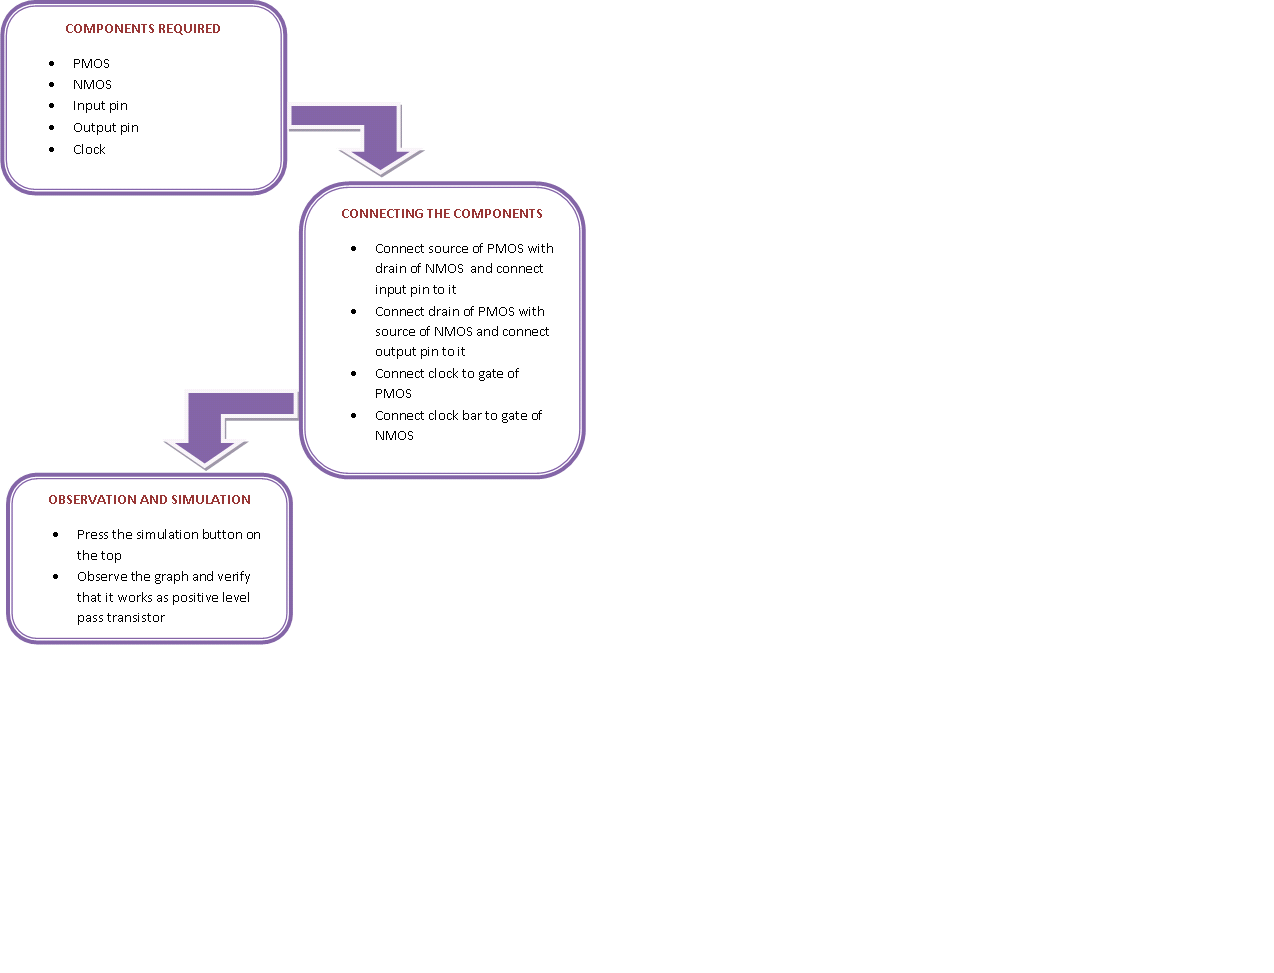 COMPONENTS REQUIRED
• PMOS
• NMOS
• Input pin
• Output pin
• Clock
CONNECTING THE COMPONENTS
• Connect source of PMOS with
drain of NMOS  and connect
input pin to it
• Connect drain of PMOS with
source of NMOS and connect
output pin to it
• Connect clock to gate of
PMOS
• Connect clock bar to gate of
NMOS
OBSERVATION AND SIMULATION
• Press the simulation button on
the top
• Observe the graph and verify
that it works as positive level
pass transistor